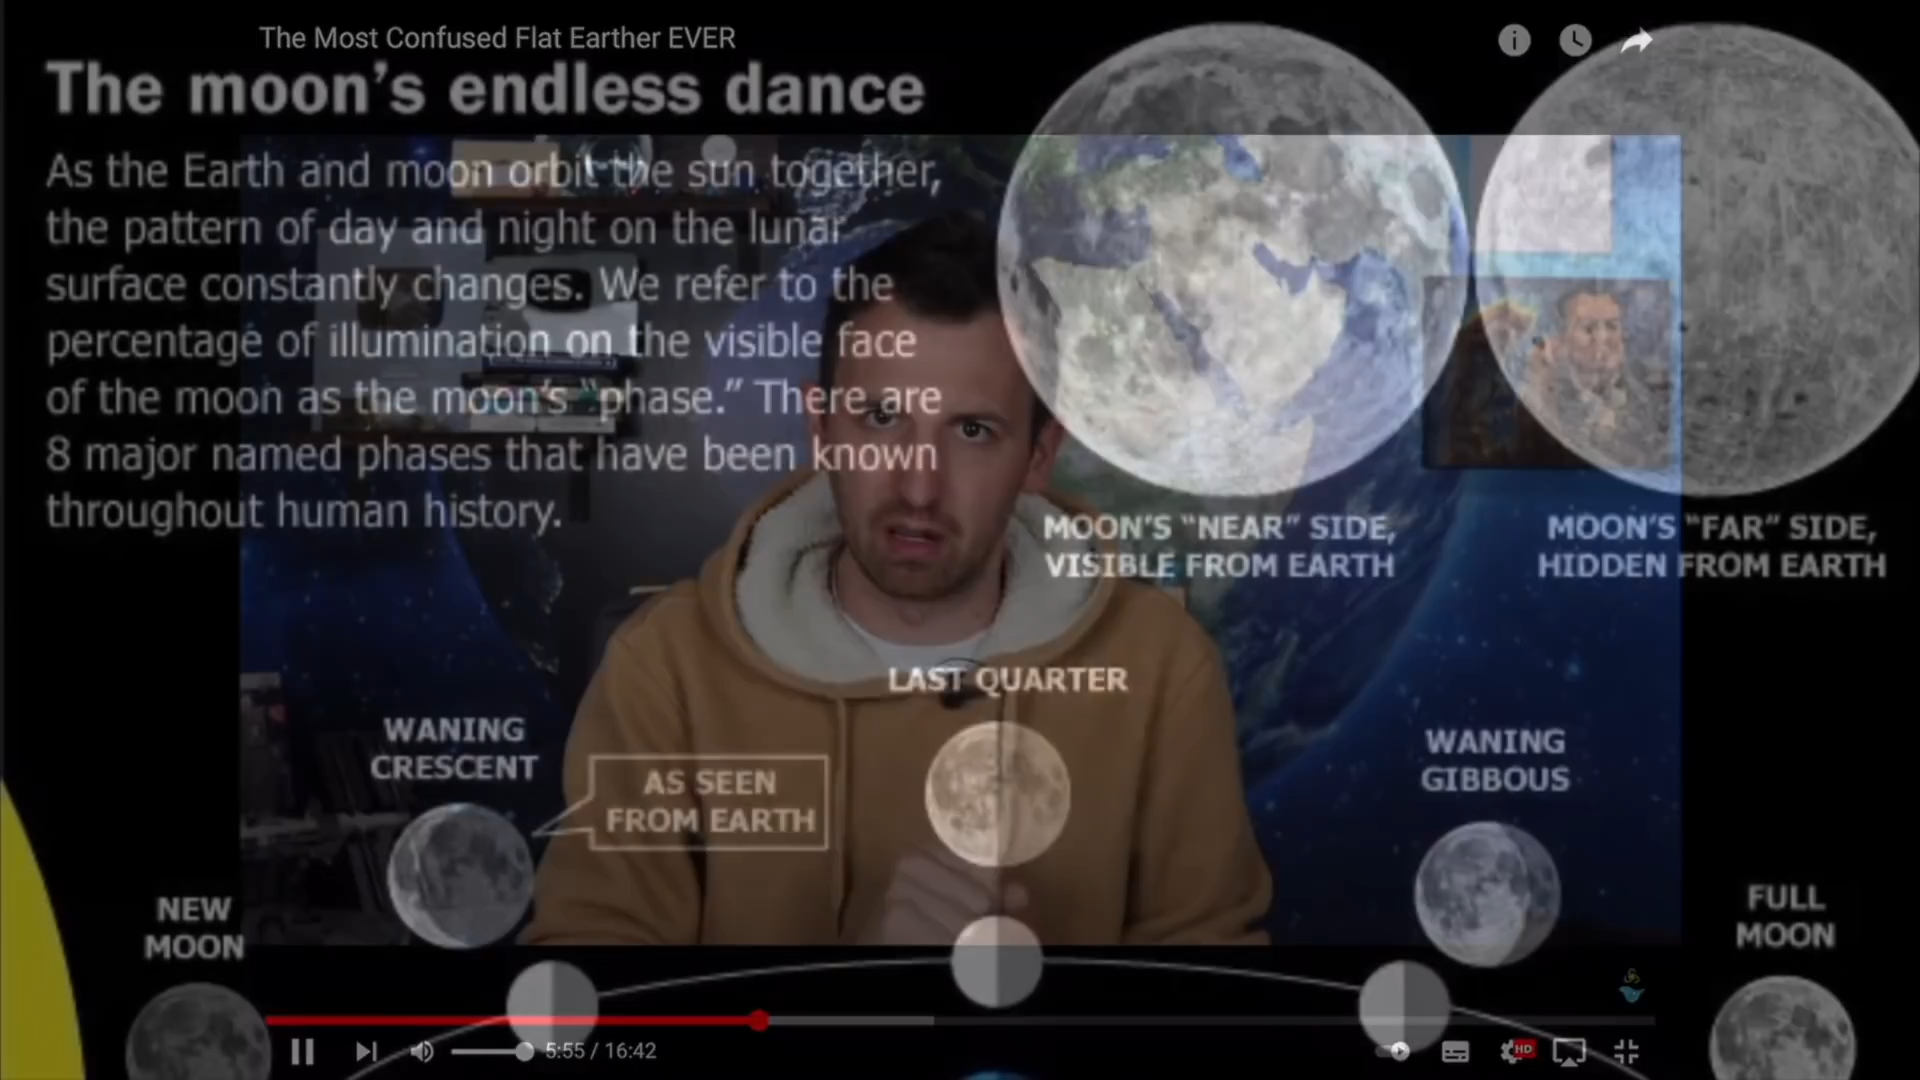 The Most Confused Flat Earther EVER
The moon's endless dance
As the Earth and moon orbit the sun together,
the pattern of day and night on the lunar
surface constantly changes. We refer to the
percentage of illumination on the visible face
of the moon as the moon's "phase." There are
8 major named phases that have been known
throughout human history.
MOON'S "NEAR" SIDE,
VISIBLE FROM EARTH
MOON'S "FAR" SIDE,
HIDDEN FROM EARTH
LAST QUARTER
WANING
CRESCENT
AS SEEN
FROM EARTH
WANING
GIBBOUS
NEW
MOON
FULL
MOON
5:55 / 16:42
HD